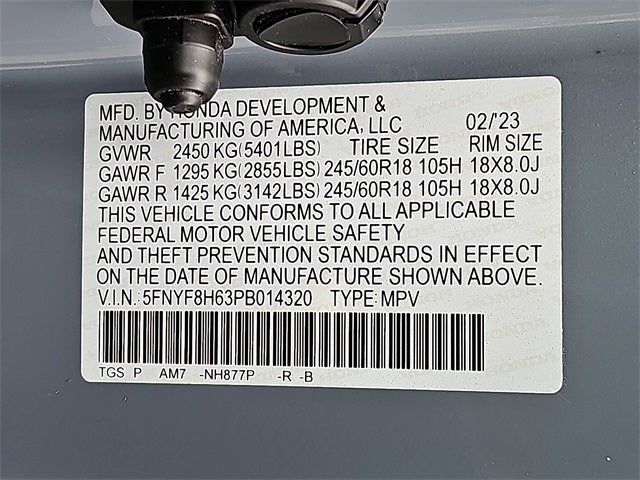 MFD. BY HONDA DEVELOPMENT &
MANUFACTURING OF AMERICA, LLC 02/'23
GVWR 2450 KG(5401LBS) TIRE SIZE RIM SIZE
GAWR F 1295 KG(2855LBS) 245/60R18 105H 18X8.0J
GAWR R 1425 KG(3142LBS) 245/60R18 105H 18X8.0J
THIS VEHICLE CONFORMS TO ALL APPLICABLE
FEDERAL MOTOR VEHICLE SAFETY
AND THEFT PREVENTION STANDARDS IN EFFECT
ON THE DATE OF MANUFACTURE SHOWN ABOVE.
V.I.N.:5FNYF8H63PB014320 TYPE:MPV
TGS P AM7 -NH877P -R -B